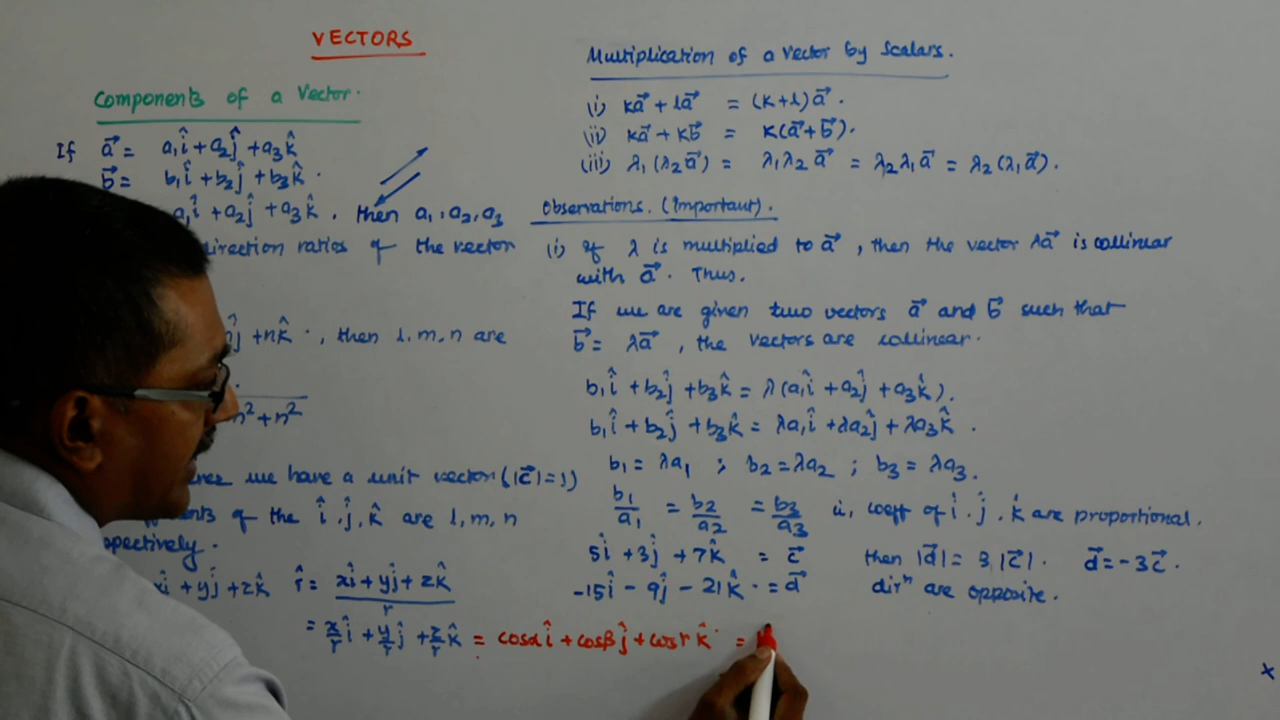 VECTORS
Components of a Vector.
If a⃗ = a₁î + a₂ĵ + a₃k̂
b⃗ = b₁î + b₂ĵ + b₃k̂.
a₁î + a₂ĵ + a₃k̂. then a₁, a₂, a₃
direction ratios of the vector
ĵ + nk̂., then l, m, n are
n² + n²
we have a unit vector (|c⃗| = 1)
of the î, ĵ, k̂ are l, m, n
xî + yĵ + zk̂ r̂ = (xî + yĵ + zk̂)/r
= x/r î + y/r ĵ + z/r k̂ = cosα î + cosβ ĵ + cosr k̂ =
Multiplication of a Vector by Scalars.
(i) ka⃗ + la⃗ = (k+l)a⃗.
(ii) ka⃗ + kb⃗ = k(a⃗ + b⃗).
(iii) λ₁(λ₂a⃗) = λ₁λ₂a⃗ = λ₂λ₁a⃗ = λ₂(λ₁a⃗).
Observations. (Important).
(i) If λ is multiplied to a⃗, then the vector λa⃗ is collinear
with a⃗. Thus.
If we are given two vectors a⃗ and b⃗ such that
b⃗ = λa⃗, the vectors are collinear.
b₁î + b₂ĵ + b₃k̂ = λ(a₁î + a₂ĵ + a₃k̂).
b₁î + b₂ĵ + b₃k̂ = λa₁î + λa₂ĵ + λa₃k̂.
b₁ = λa₁ ; b₂ = λa₂ ; b₃ = λa₃.
b₁/a₁ = b₂/a₂ = b₃/a₃ ii, coeff of î, ĵ, k̂ are proportional.
5î + 3ĵ + 7k̂ = c⃗ then |d⃗| = 3|c⃗|. d⃗ = -3c⃗.
-15î - 9ĵ - 21k̂. = d⃗ dirⁿ are opposite.